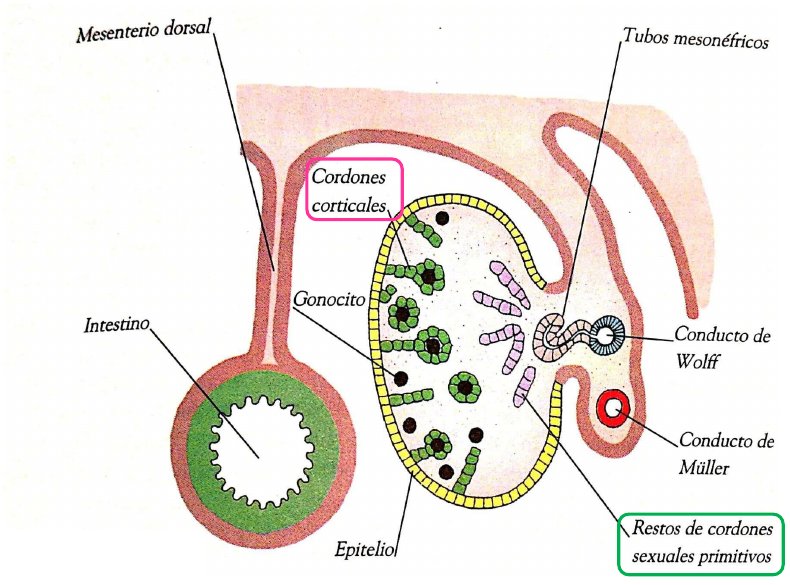 Mesenterio dorsal
Tubos mesonéfricos
Cordones
corticales
Gonocito
Intestino
Conducto de
Wolff
Conducto de
Müller
Restos de cordones
sexuales primitivos
Epitelio